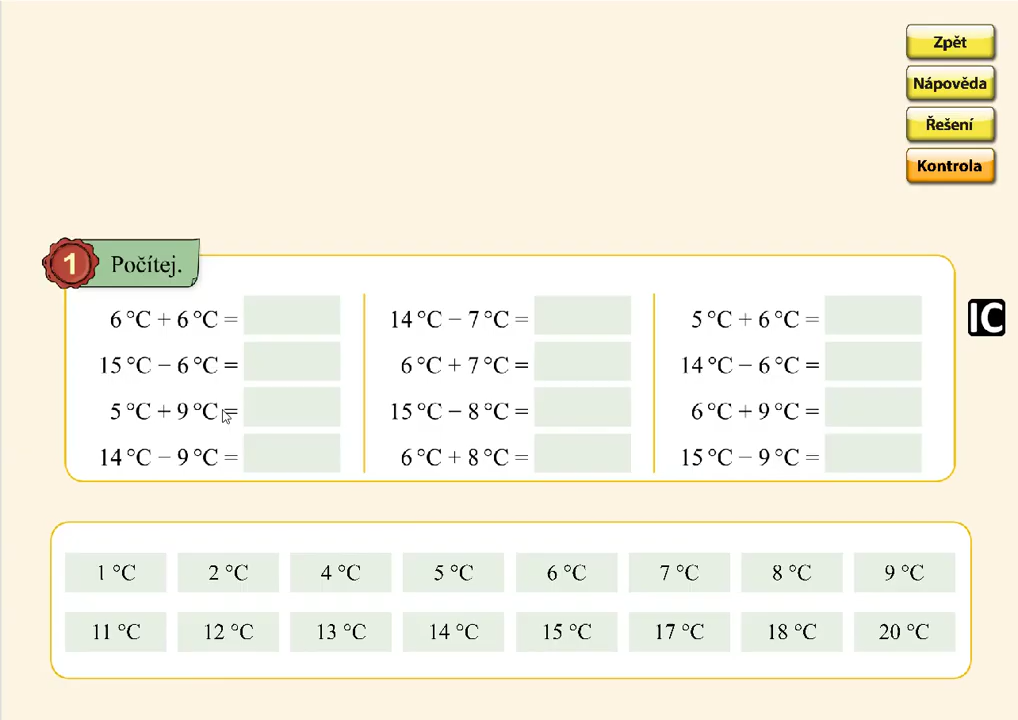 Zpět
Nápověda
Řešení
Kontrola
1 Počítej.
6 °C + 6 °C = 14 °C − 7 °C = 5 °C + 6 °C =
15 °C − 6 °C = 6 °C + 7 °C = 14 °C − 6 °C =
5 °C + 9 °C = 15 °C − 8 °C = 6 °C + 9 °C =
14 °C − 9 °C = 6 °C + 8 °C = 15 °C − 9 °C =
IC
1 °C 2 °C 4 °C 5 °C 6 °C 7 °C 8 °C 9 °C
11 °C 12 °C 13 °C 14 °C 15 °C 17 °C 18 °C 20 °C